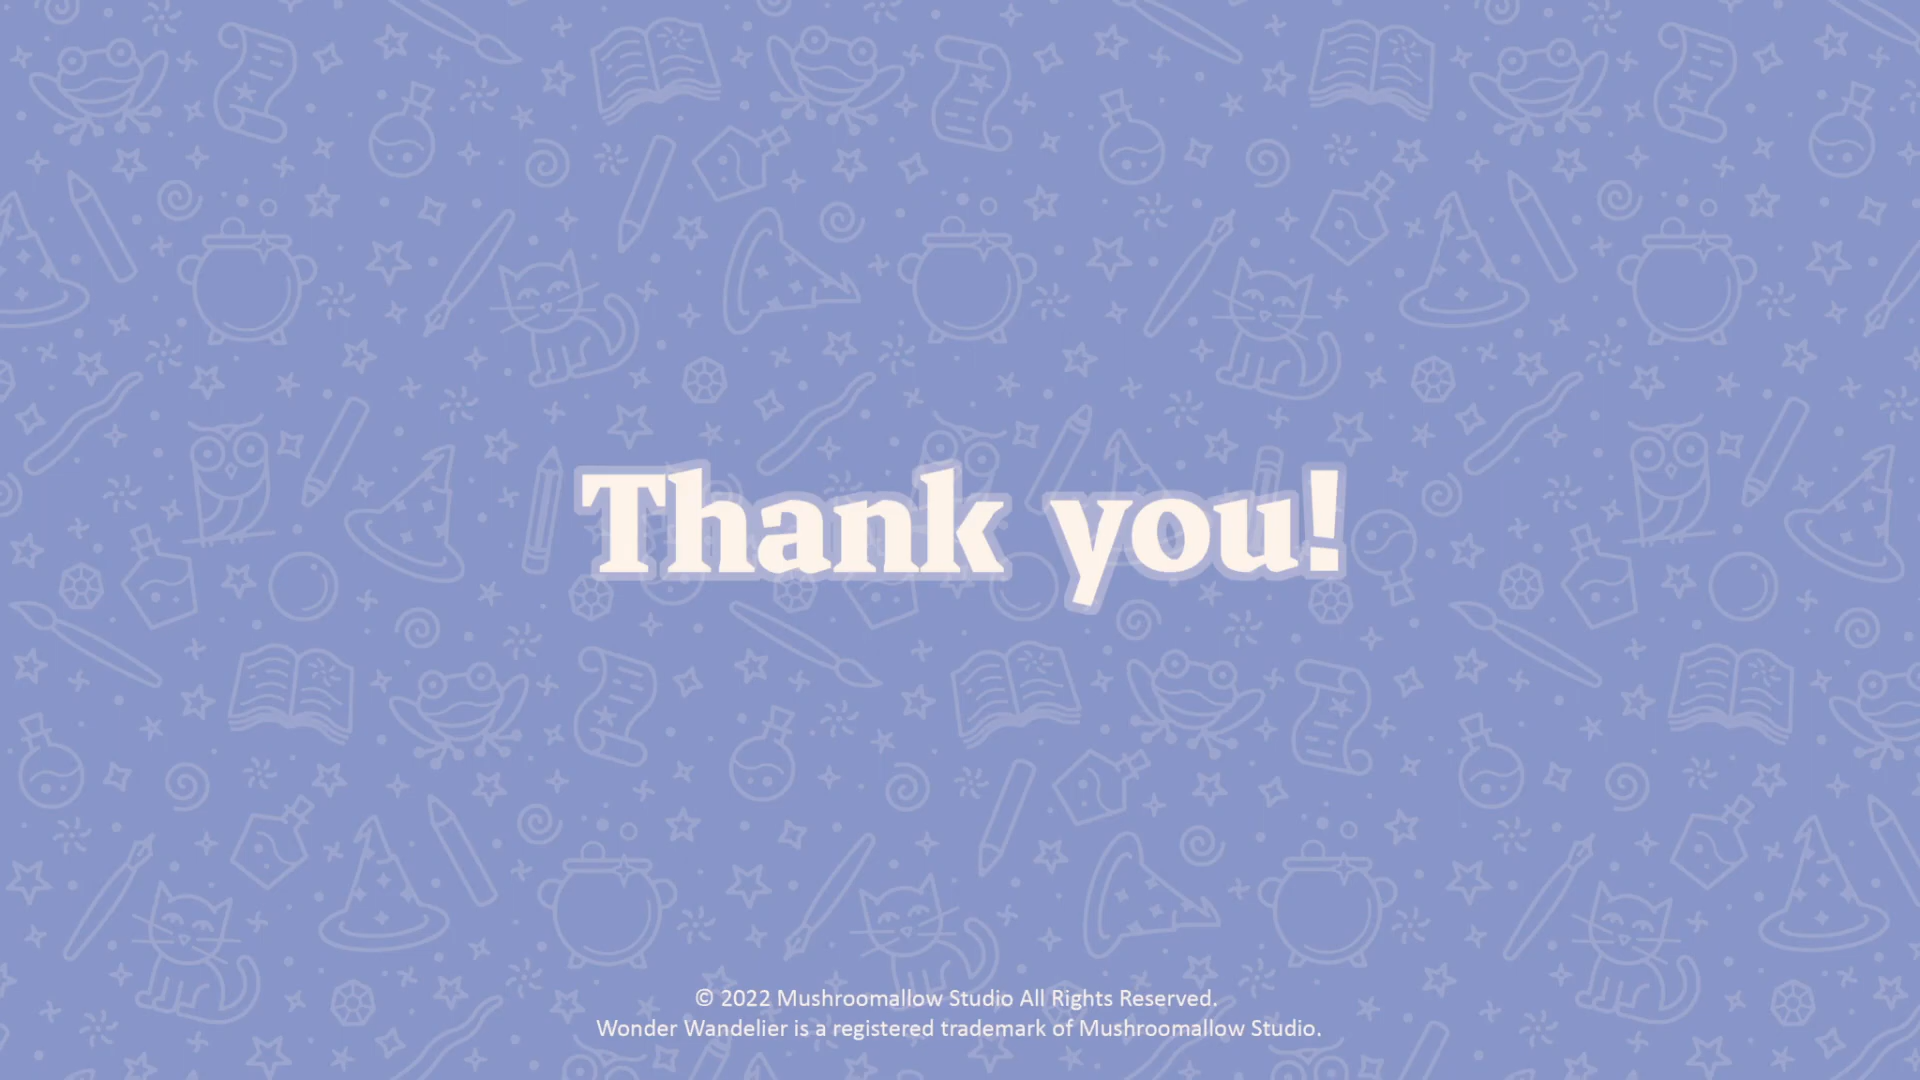 Thank you!
© 2022 Mushroomallow Studio All Rights Reserved.
Wonder Wandelier is a registered trademark of Mushroomallow Studio.